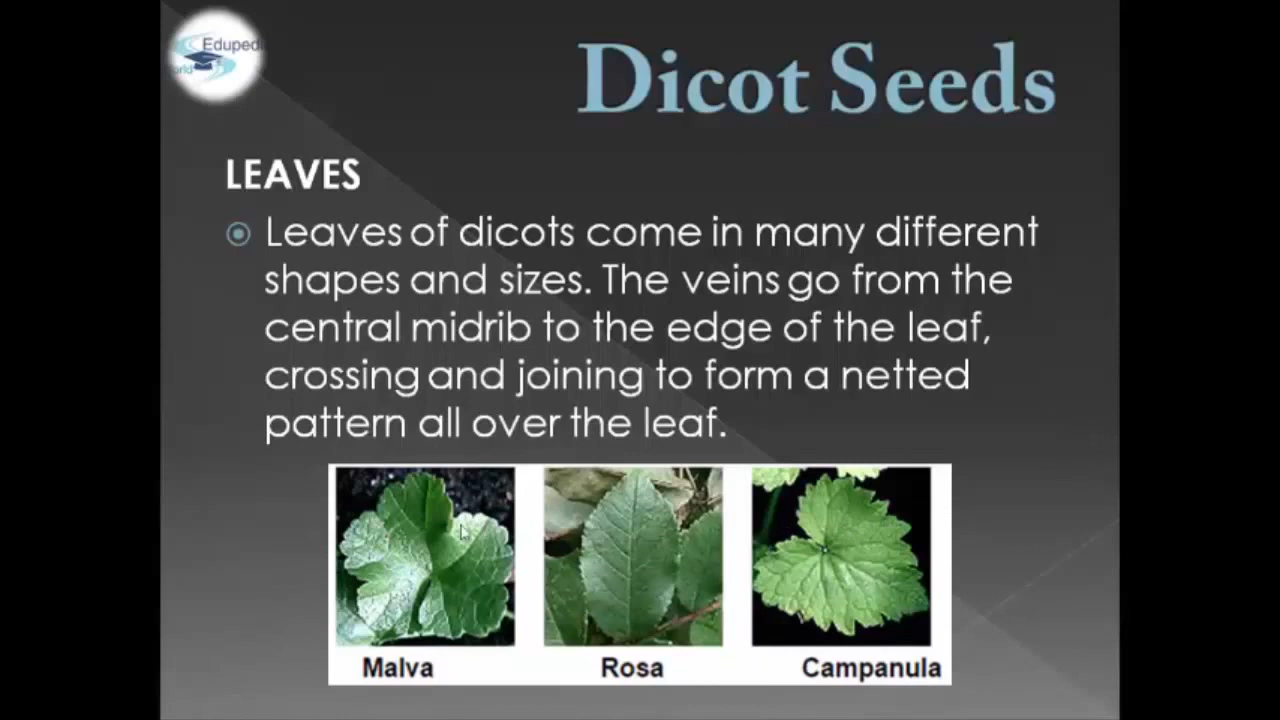 Edupedi
orld
Dicot Seeds
LEAVES
Leaves of dicots come in many different
shapes and sizes. The veins go from the
central midrib to the edge of the leaf,
crossing and joining to form a netted
pattern all over the leaf.
Malva
Rosa
Campanula